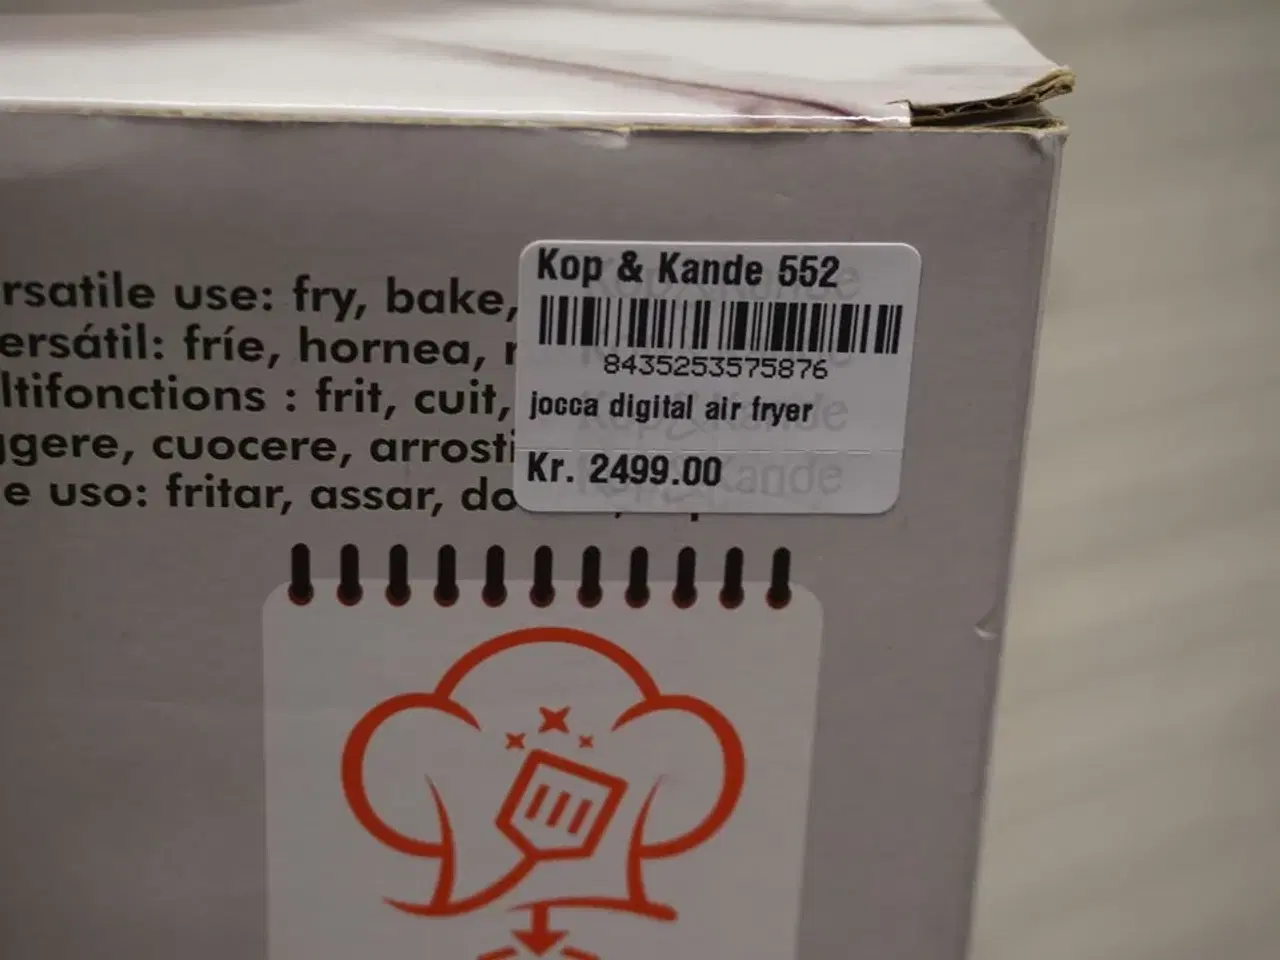 rsatile use: fry, bake,
ersátil: fríe, hornea,
ltifonctions : frit, cuit,
ggere, cuocere, arrosti
e uso: fritar, assar, do
Kop & Kande 552
8435253575876
jocca digital air fryer
Kr. 2499.00